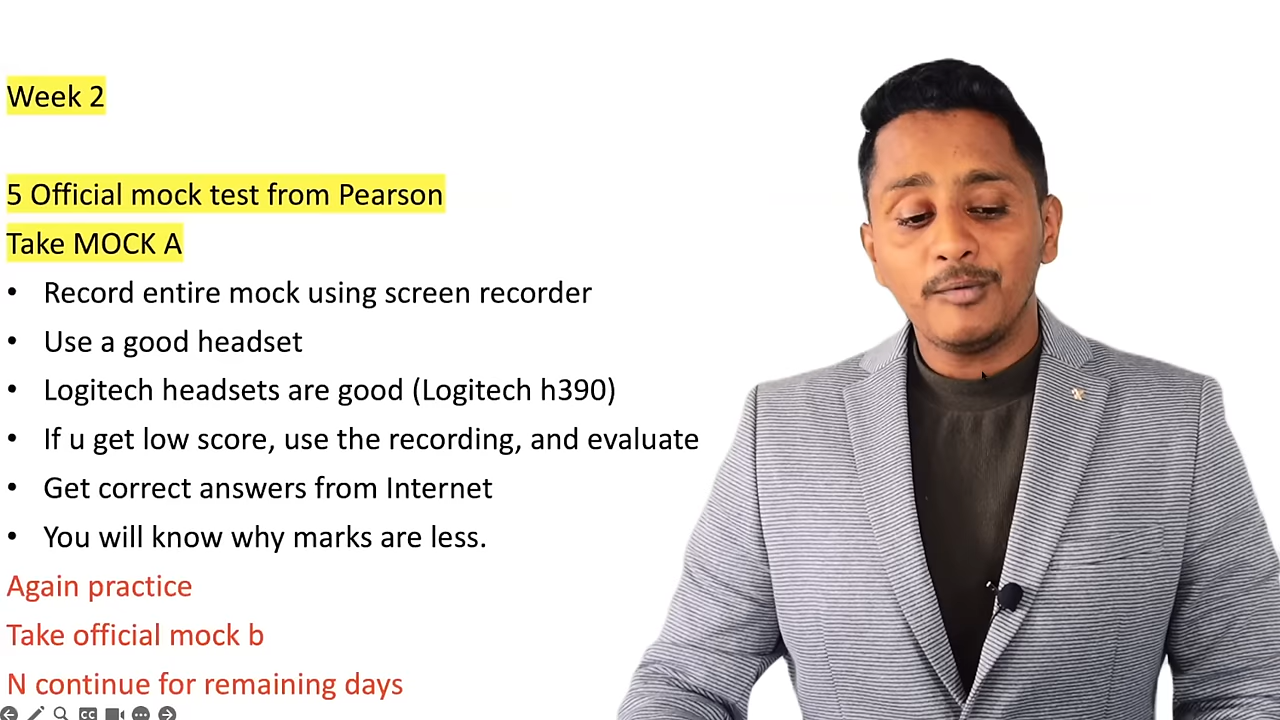 Week 2
5 Official mock test from Pearson
Take MOCK A
• Record entire mock using screen recorder
• Use a good headset
• Logitech headsets are good (Logitech h390)
• If u get low score, use the recording, and evaluate
• Get correct answers from Internet
• You will know why marks are less.
Again practice
Take official mock b
N continue for remaining days
CC